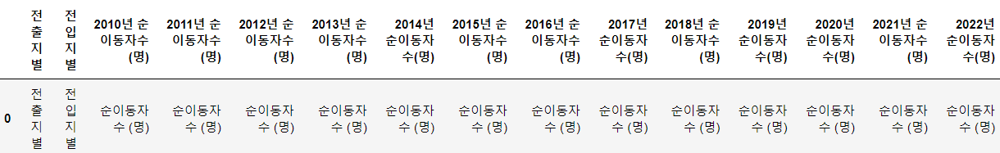 전
출
지
별
전
입
지
별
2010년 순
이동자수
(명)
2011년 순
이동자수
(명)
2012년 순
이동자수
(명)
2013년 순
이동자수
(명)
2014년
순이동자
수(명)
2015년 순
이동자수
(명)
2016년 순
이동자수
(명)
2017년
순이동자
수(명)
2018년 순
이동자수
(명)
2019년
순이동자
수(명)
2020년
순이동자
수(명)
2021년 순
이동자수
(명)
2022년
순이동자
수(명)
0
전
출
지
별
전
입
지
별
순이동자
수 (명)
순이동자
수 (명)
순이동자
수 (명)
순이동자
수 (명)
순이동자
수 (명)
순이동자
수 (명)
순이동자
수 (명)
순이동자
수 (명)
순이동자
수 (명)
순이동자
수 (명)
순이동자
수 (명)
순이동자
수 (명)
순이동자
수 (명)